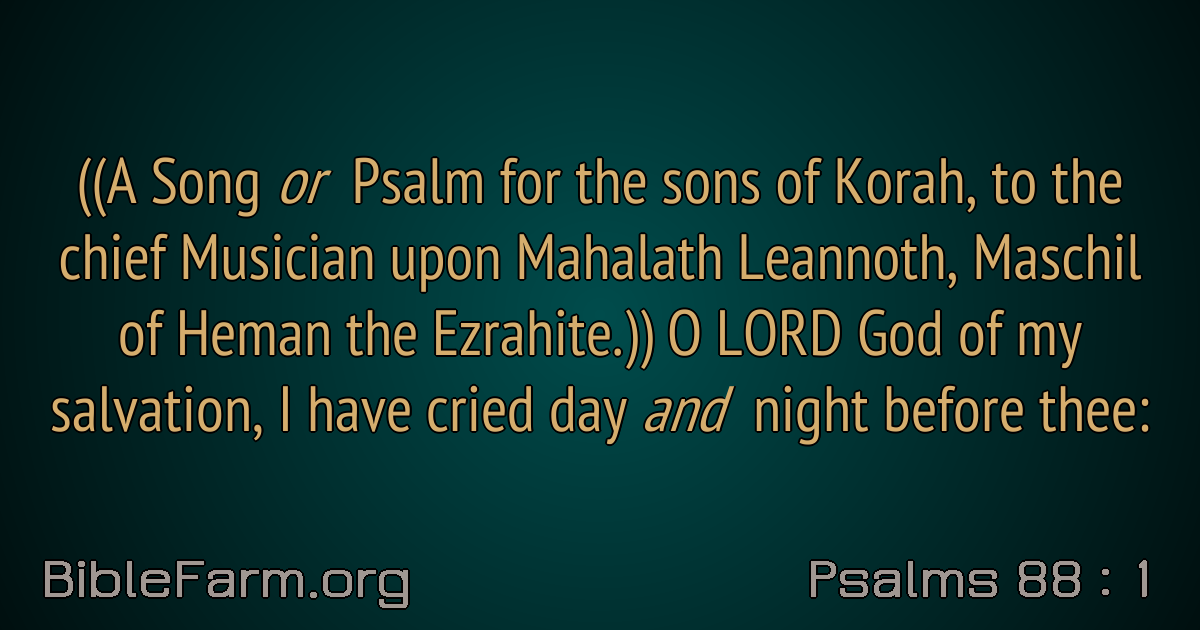 ((A Song or Psalm for the sons of Korah, to the
chief Musician upon Mahalath Leannoth, Maschil
of Heman the Ezrahite.)) O LORD God of my
salvation, I have cried day and night before thee:
BibleFarm.org
Psalms 88 : 1